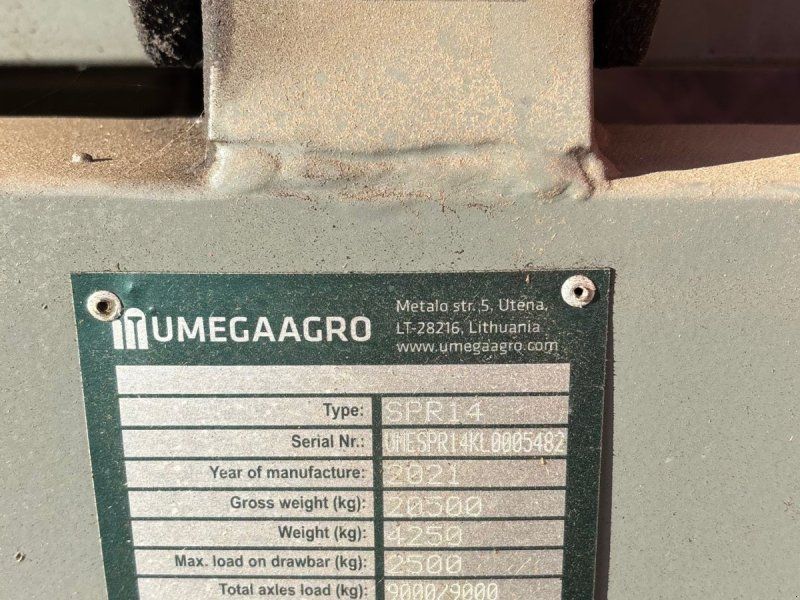 UMEGAAGRO
Metalo str. 5, Utena,
LT-28216, Lithuania
www.umegaagro.com
Type: SPR14
Serial Nr.: UMESPR14KL0005482
Year of manufacture: 2021
Gross weight (kg): 20500
Weight (kg): 4250
Max. load on drawbar (kg): 2500
Total axles load (kg): 9000/9000